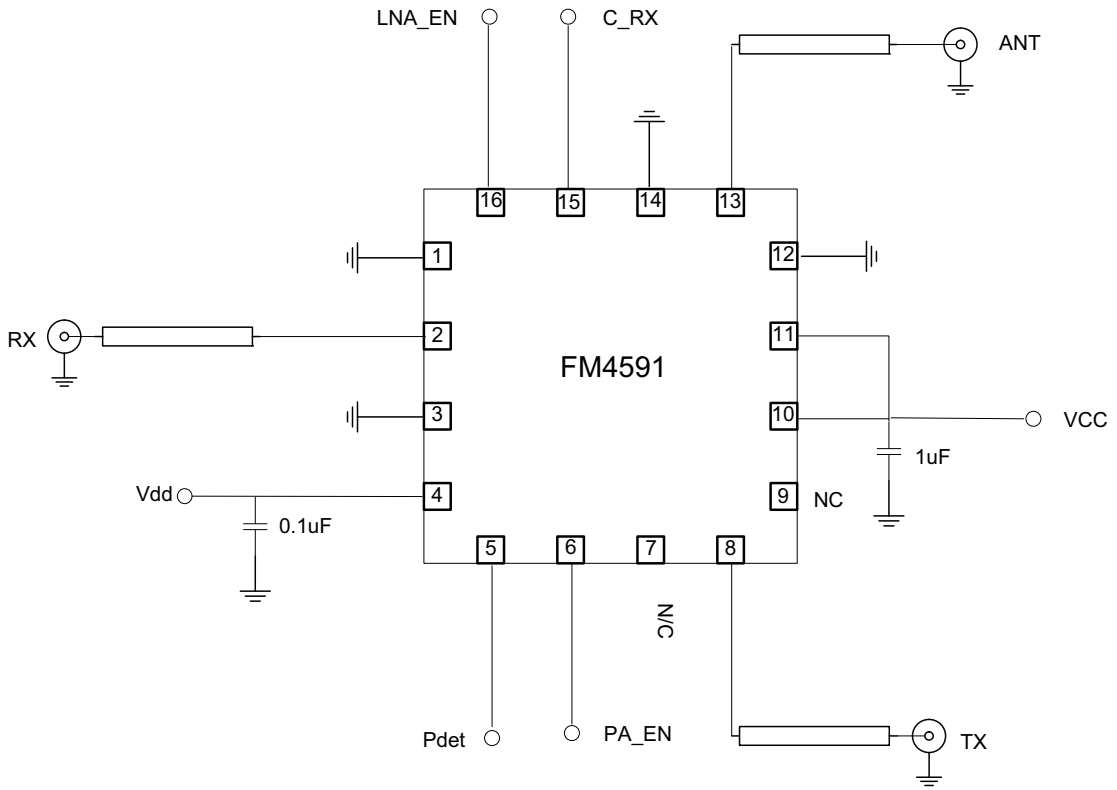 LNA_EN
C_RX
ANT
16
15
14
13
1
12
RX
2
11
FM4591
3
10
VCC
1uF
Vdd
4
9
NC
0.1uF
5
6
7
8
N/C
Pdet
PA_EN
TX